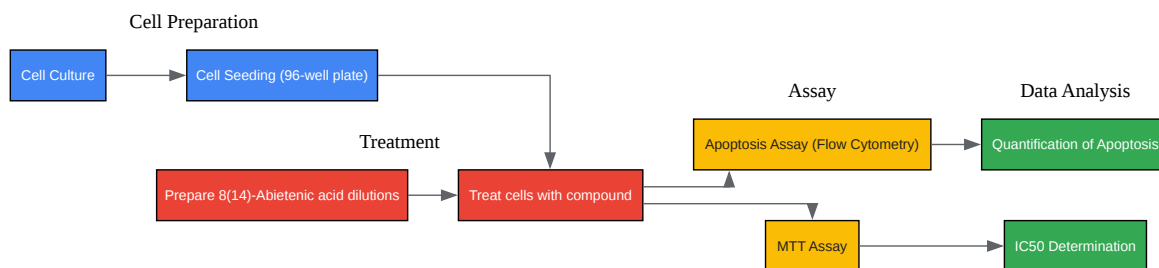 Cell Preparation
Cell Culture
Cell Seeding (96-well plate)
Treatment
Prepare 8(14)-Abietenic acid dilutions
Treat cells with compound
Assay
Apoptosis Assay (Flow Cytometry)
MTT Assay
Data Analysis
Quantification of Apoptosis
IC50 Determination